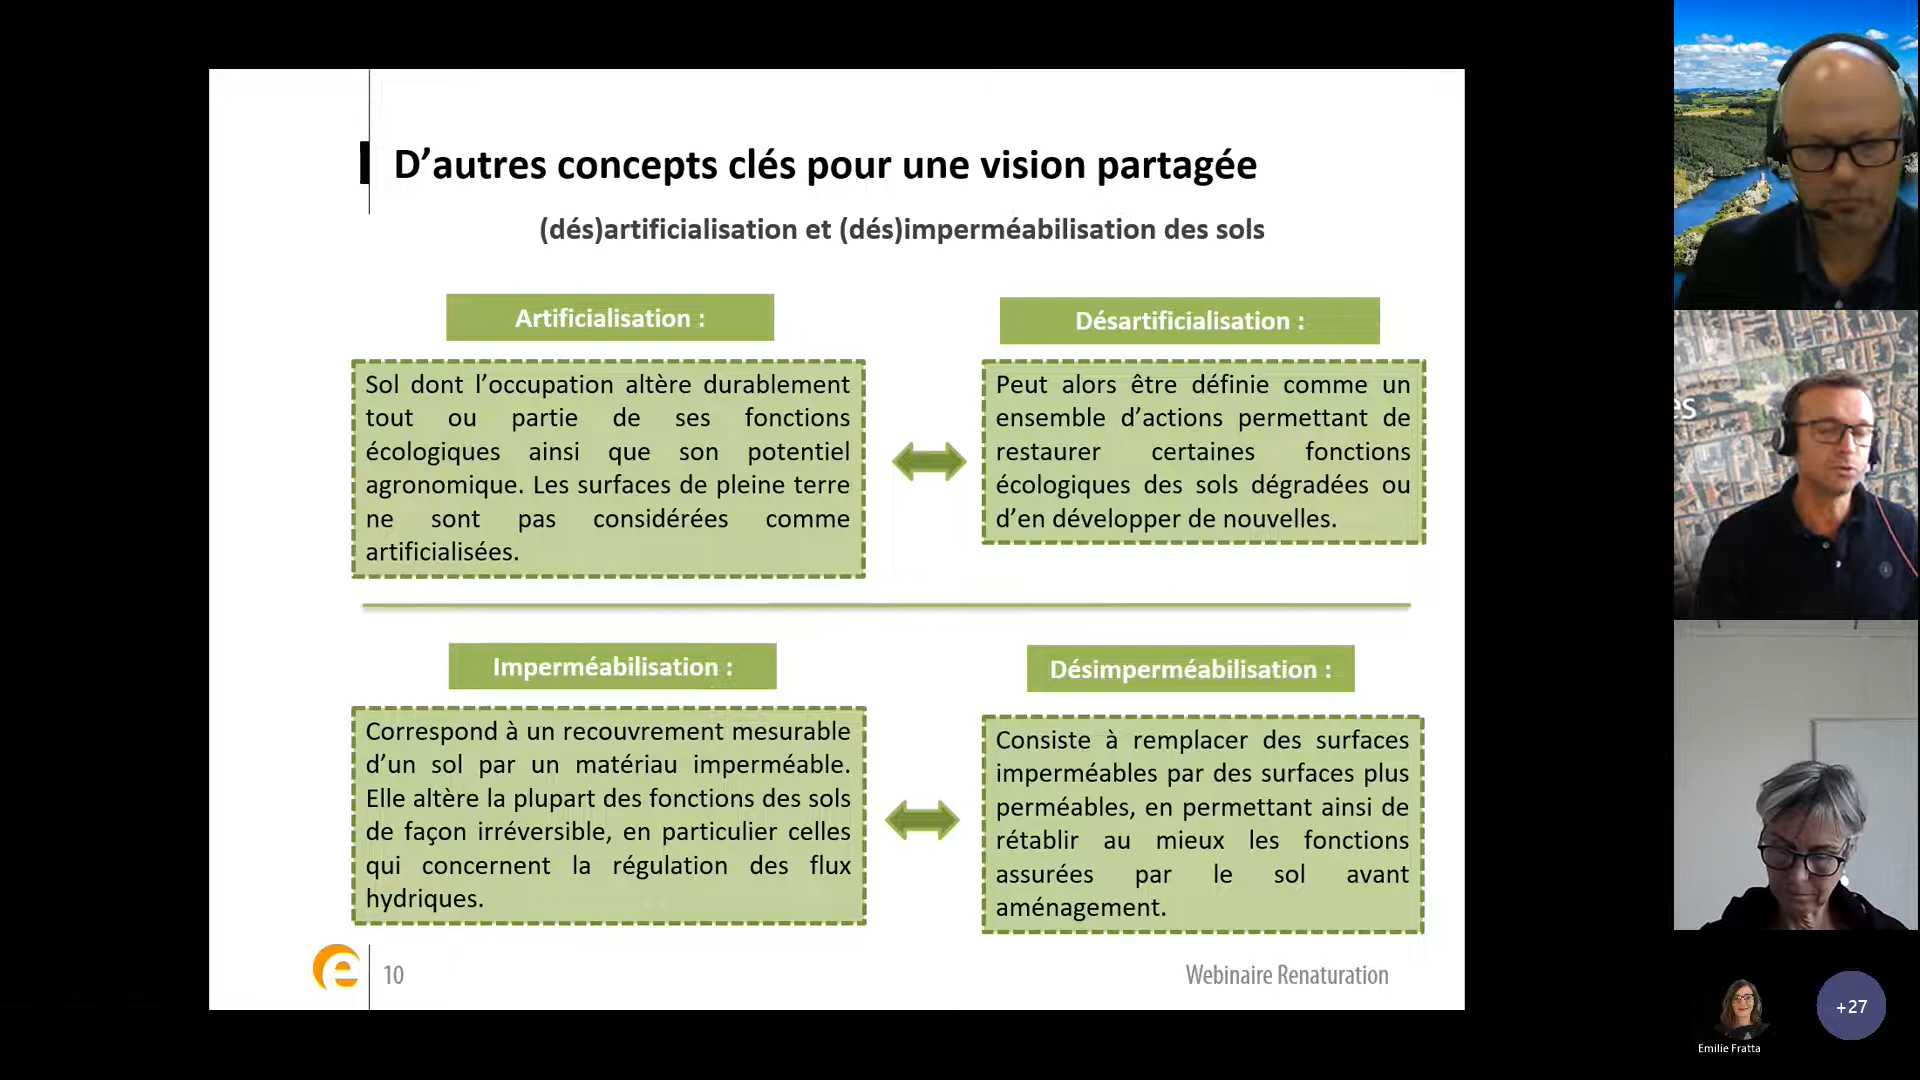 D’autres concepts clés pour une vision partagée
(dés)artificialisation et (dés)imperméabilisation des sols
Artificialisation :
Sol dont l’occupation altère durablement
tout ou partie de ses fonctions
écologiques ainsi que son potentiel
agronomique. Les surfaces de pleine terre
ne sont pas considérées comme
artificialisées.
Désartificialisation :
Peut alors être définie comme un
ensemble d’actions permettant de
restaurer certaines fonctions
écologiques des sols dégradées ou
d’en développer de nouvelles.
Imperméabilisation :
Correspond à un recouvrement mesurable
d’un sol par un matériau imperméable.
Elle altère la plupart des fonctions des sols
de façon irréversible, en particulier celles
qui concernent la régulation des flux
hydriques.
Désimperméabilisation :
Consiste à remplacer des surfaces
imperméables par des surfaces plus
perméables, en permettant ainsi de
rétablir au mieux les fonctions
assurées par le sol avant
aménagement.
e
10
Webinaire Renaturation
es
Emilie Fratta
+27